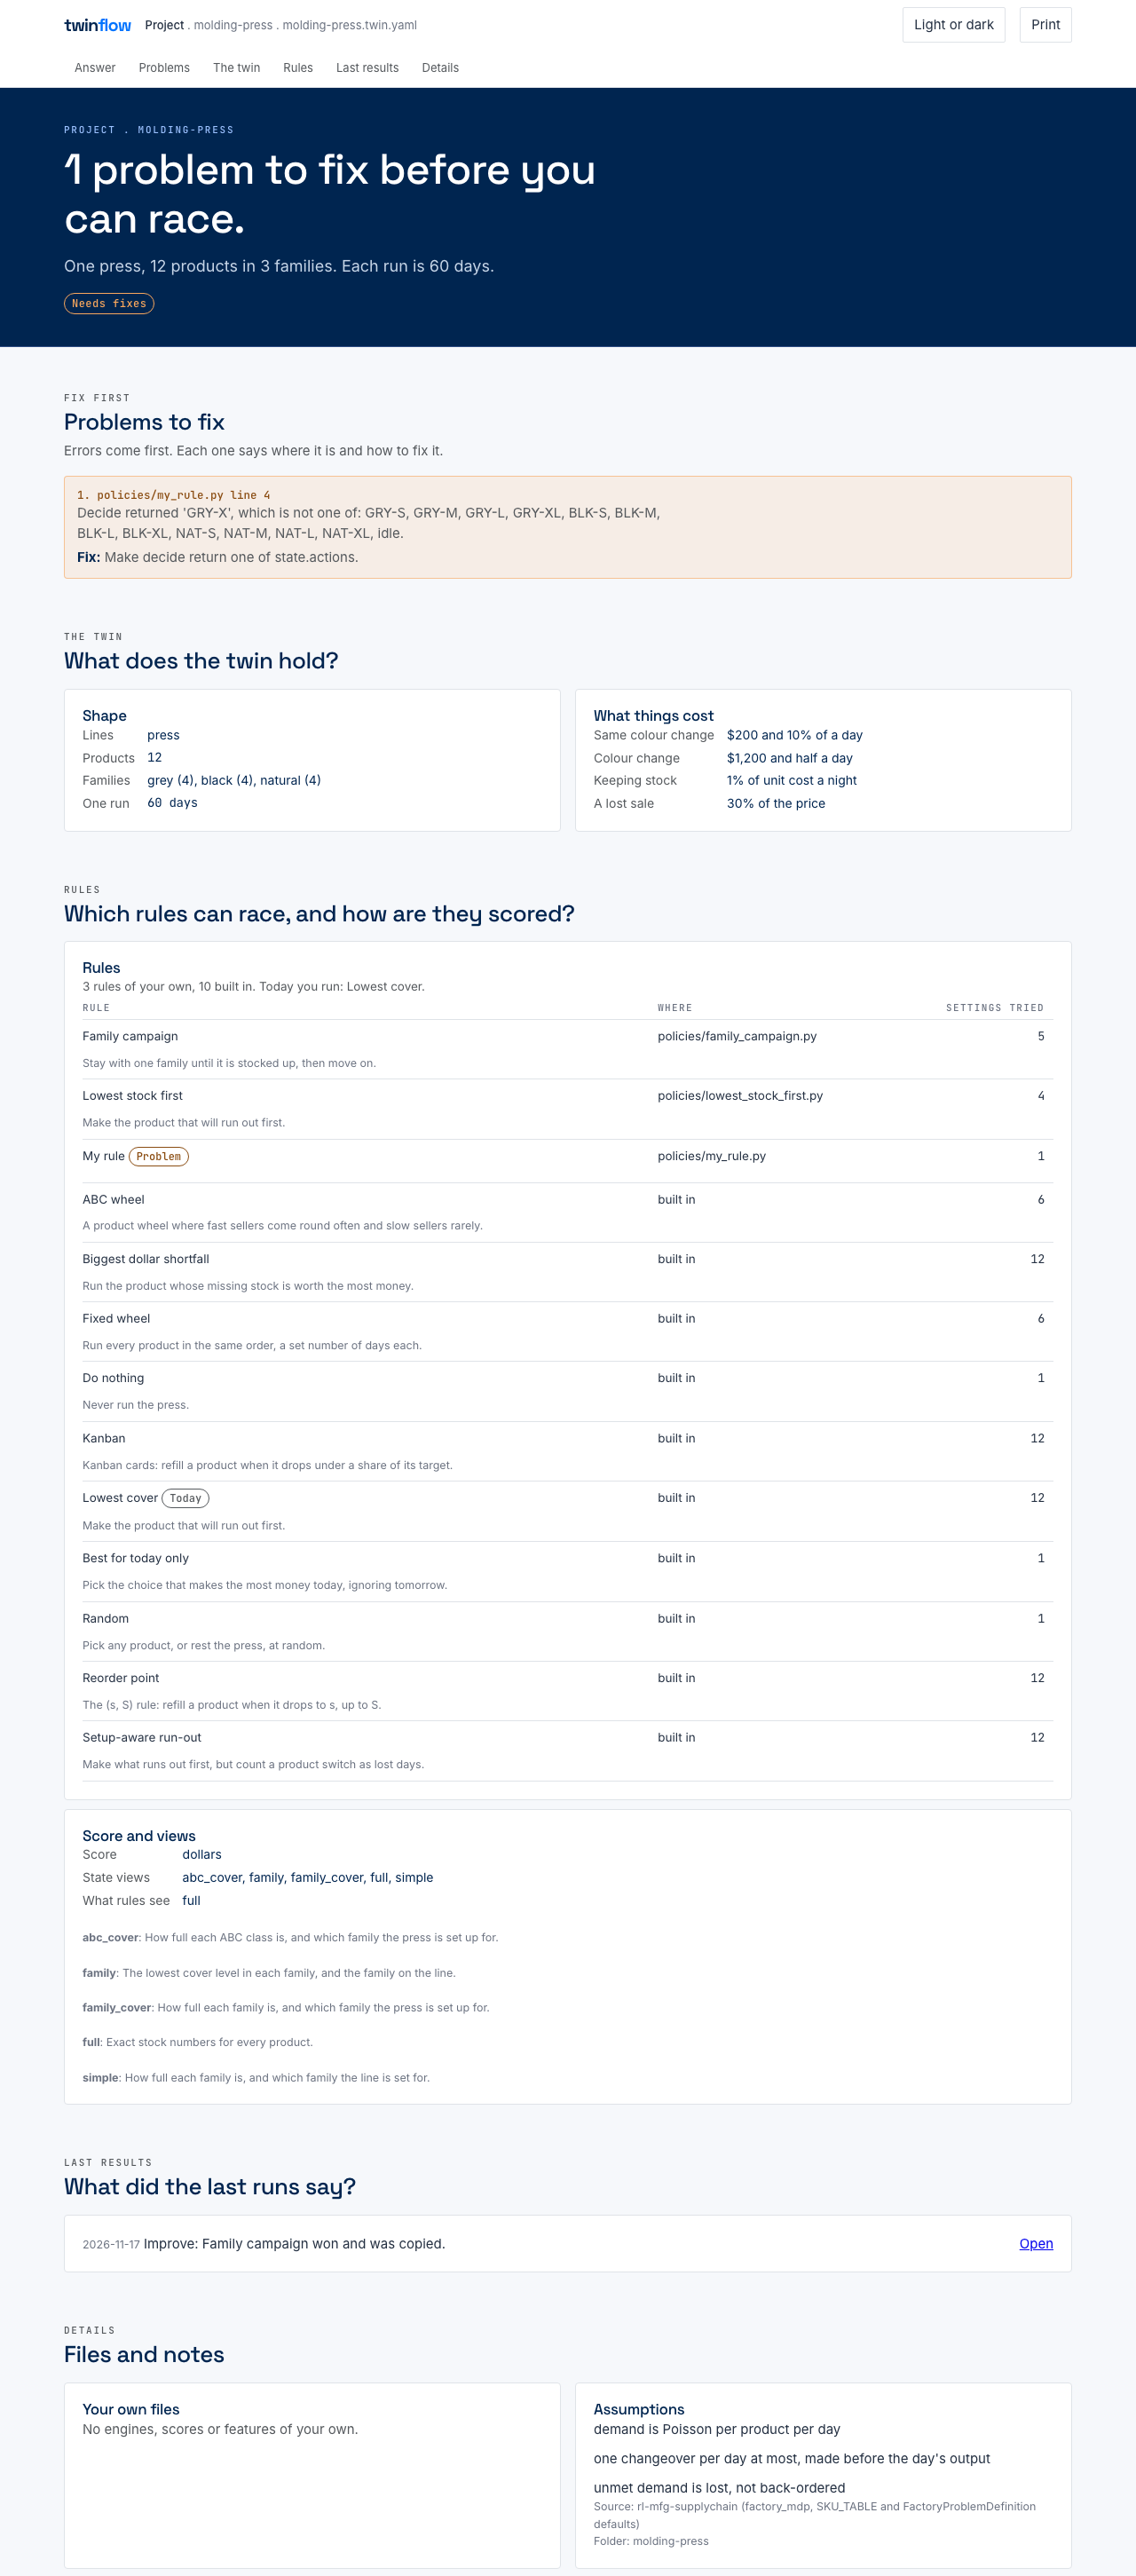 twinflow Project . molding-press . molding-press.twin.yaml Light or dark Print
Answer Problems The twin Rules Last results Details
PROJECT . MOLDING-PRESS
1 problem to fix before you
can race.
One press, 12 products in 3 families. Each run is 60 days.
Needs fixes
FIX FIRST
Problems to fix
Errors come first. Each one says where it is and how to fix it.
1. policies/my_rule.py line 4
Decide returned 'GRY-X', which is not one of: GRY-S, GRY-M, GRY-L, GRY-XL, BLK-S, BLK-M,
BLK-L, BLK-XL, NAT-S, NAT-M, NAT-L, NAT-XL, idle.
Fix: Make decide return one of state.actions.
THE TWIN
What does the twin hold?
Shape
Lines press
Products 12
Families grey (4), black (4), natural (4)
One run 60 days
What things cost
Same colour change $200 and 10% of a day
Colour change $1,200 and half a day
Keeping stock 1% of unit cost a night
A lost sale 30% of the price
RULES
Which rules can race, and how are they scored?
Rules
3 rules of your own, 10 built in. Today you run: Lowest cover.
RULE WHERE SETTINGS TRIED
Family campaign policies/family_campaign.py 5
Stay with one family until it is stocked up, then move on.
Lowest stock first policies/lowest_stock_first.py 4
Make the product that will run out first.
My rule Problem policies/my_rule.py 1
ABC wheel built in 6
A product wheel where fast sellers come round often and slow sellers rarely.
Biggest dollar shortfall built in 12
Run the product whose missing stock is worth the most money.
Fixed wheel built in 6
Run every product in the same order, a set number of days each.
Do nothing built in 1
Never run the press.
Kanban built in 12
Kanban cards: refill a product when it drops under a share of its target.
Lowest cover Today built in 12
Make the product that will run out first.
Best for today only built in 1
Pick the choice that makes the most money today, ignoring tomorrow.
Random built in 1
Pick any product, or rest the press, at random.
Reorder point built in 12
The (s, S) rule: refill a product when it drops to s, up to S.
Setup-aware run-out built in 12
Make what runs out first, but count a product switch as lost days.
Score and views
Score dollars
State views abc_cover, family, family_cover, full, simple
What rules see full
abc_cover: How full each ABC class is, and which family the press is set up for.
family: The lowest cover level in each family, and the family on the line.
family_cover: How full each family is, and which family the press is set up for.
full: Exact stock numbers for every product.
simple: How full each family is, and which family the line is set for.
LAST RESULTS
What did the last runs say?
2026-11-17 Improve: Family campaign won and was copied. Open
DETAILS
Files and notes
Your own files
No engines, scores or features of your own.
Assumptions
demand is Poisson per product per day
one changeover per day at most, made before the day's output
unmet demand is lost, not back-ordered
Source: rl-mfg-supplychain (factory_mdp, SKU_TABLE and FactoryProblemDefinition
defaults)
Folder: molding-press